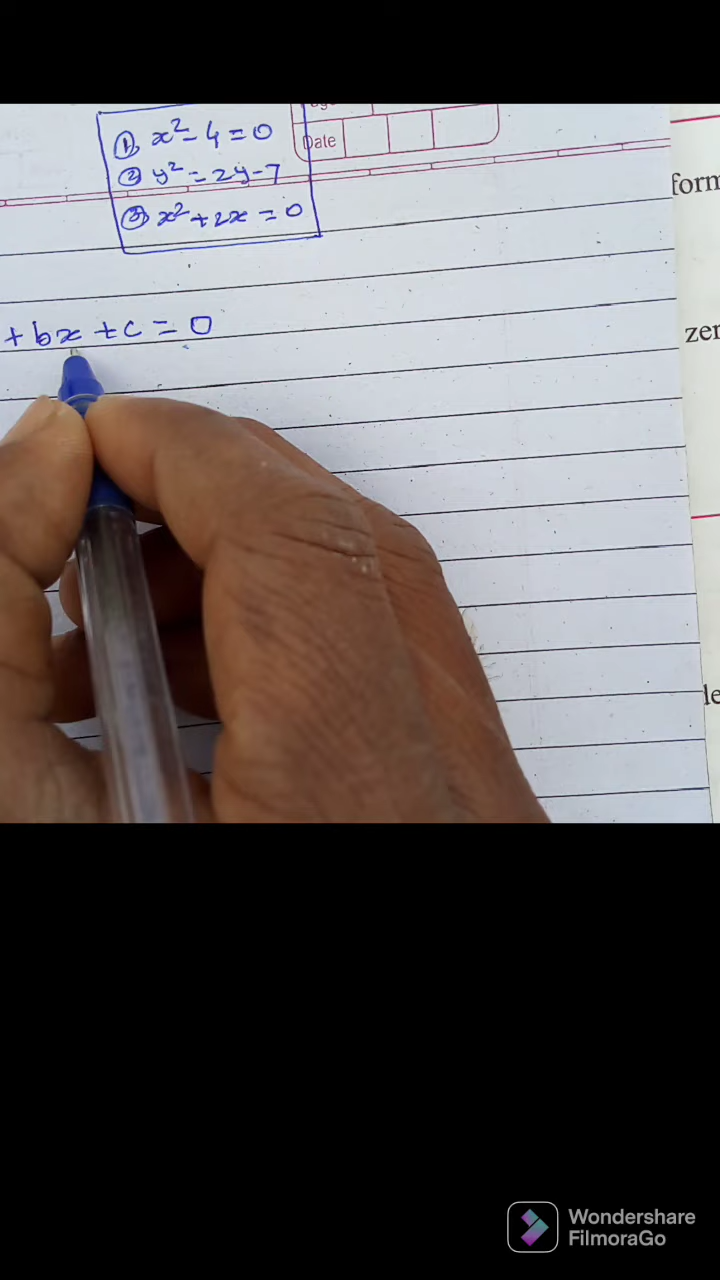 ① x² - 4 = 0
② y² = 2y - 7
③ x² + 2x = 0
Date
form
+ bx + c = 0
zer
le
Wondershare
FilmoraGo